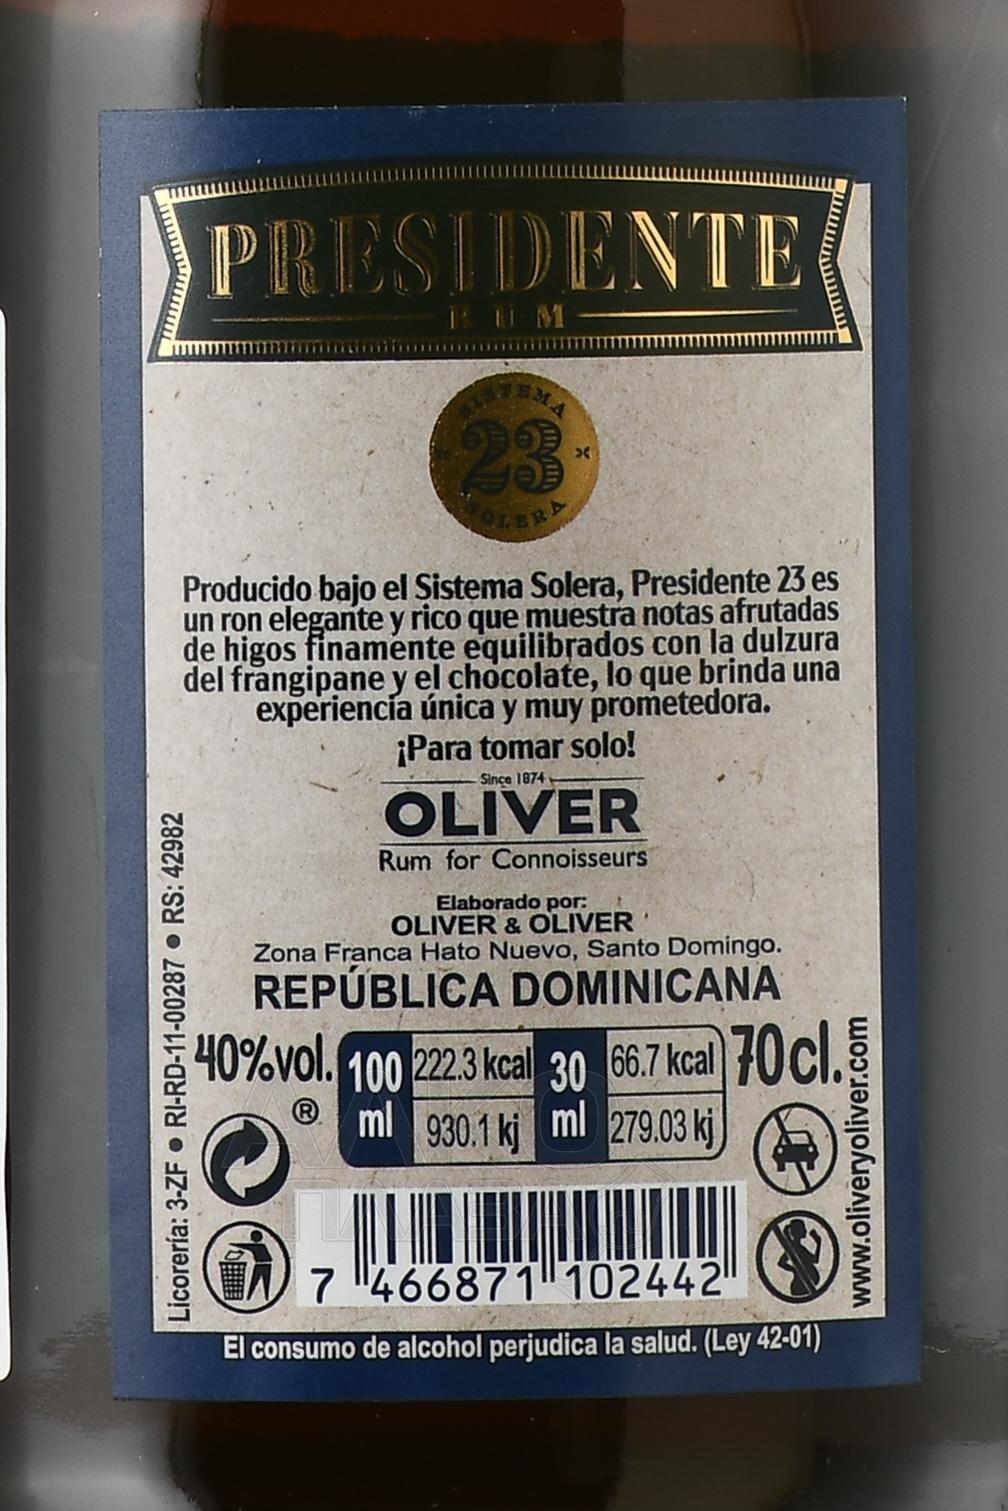 PRESIDENTE
RUM
SISTEMA
23
SOLERA
Producido bajo el Sistema Solera, Presidente 23 es
un ron elegante y rico que muestra notas afrutadas
de higos finamente equilibrados con la dulzura
del frangipane y el chocolate, lo que brinda una
experiencia única y muy prometedora.
¡Para tomar solo!
Since 1874
OLIVER
Rum for Connoisseurs
Elaborado por:
OLIVER & OLIVER
Zona Franca Hato Nuevo, Santo Domingo.
REPÚBLICA DOMINICANA
40%vol.
100 ml 222.3 kcal 930.1 kj
30 ml 66.7 kcal 279.03 kj
70cl.
®
7 466871 102442
Licorería: 3-ZF • RI-RD-11-00287 • RS: 42982
www.oliveryoliver.com
El consumo de alcohol perjudica la salud. (Ley 42-01)